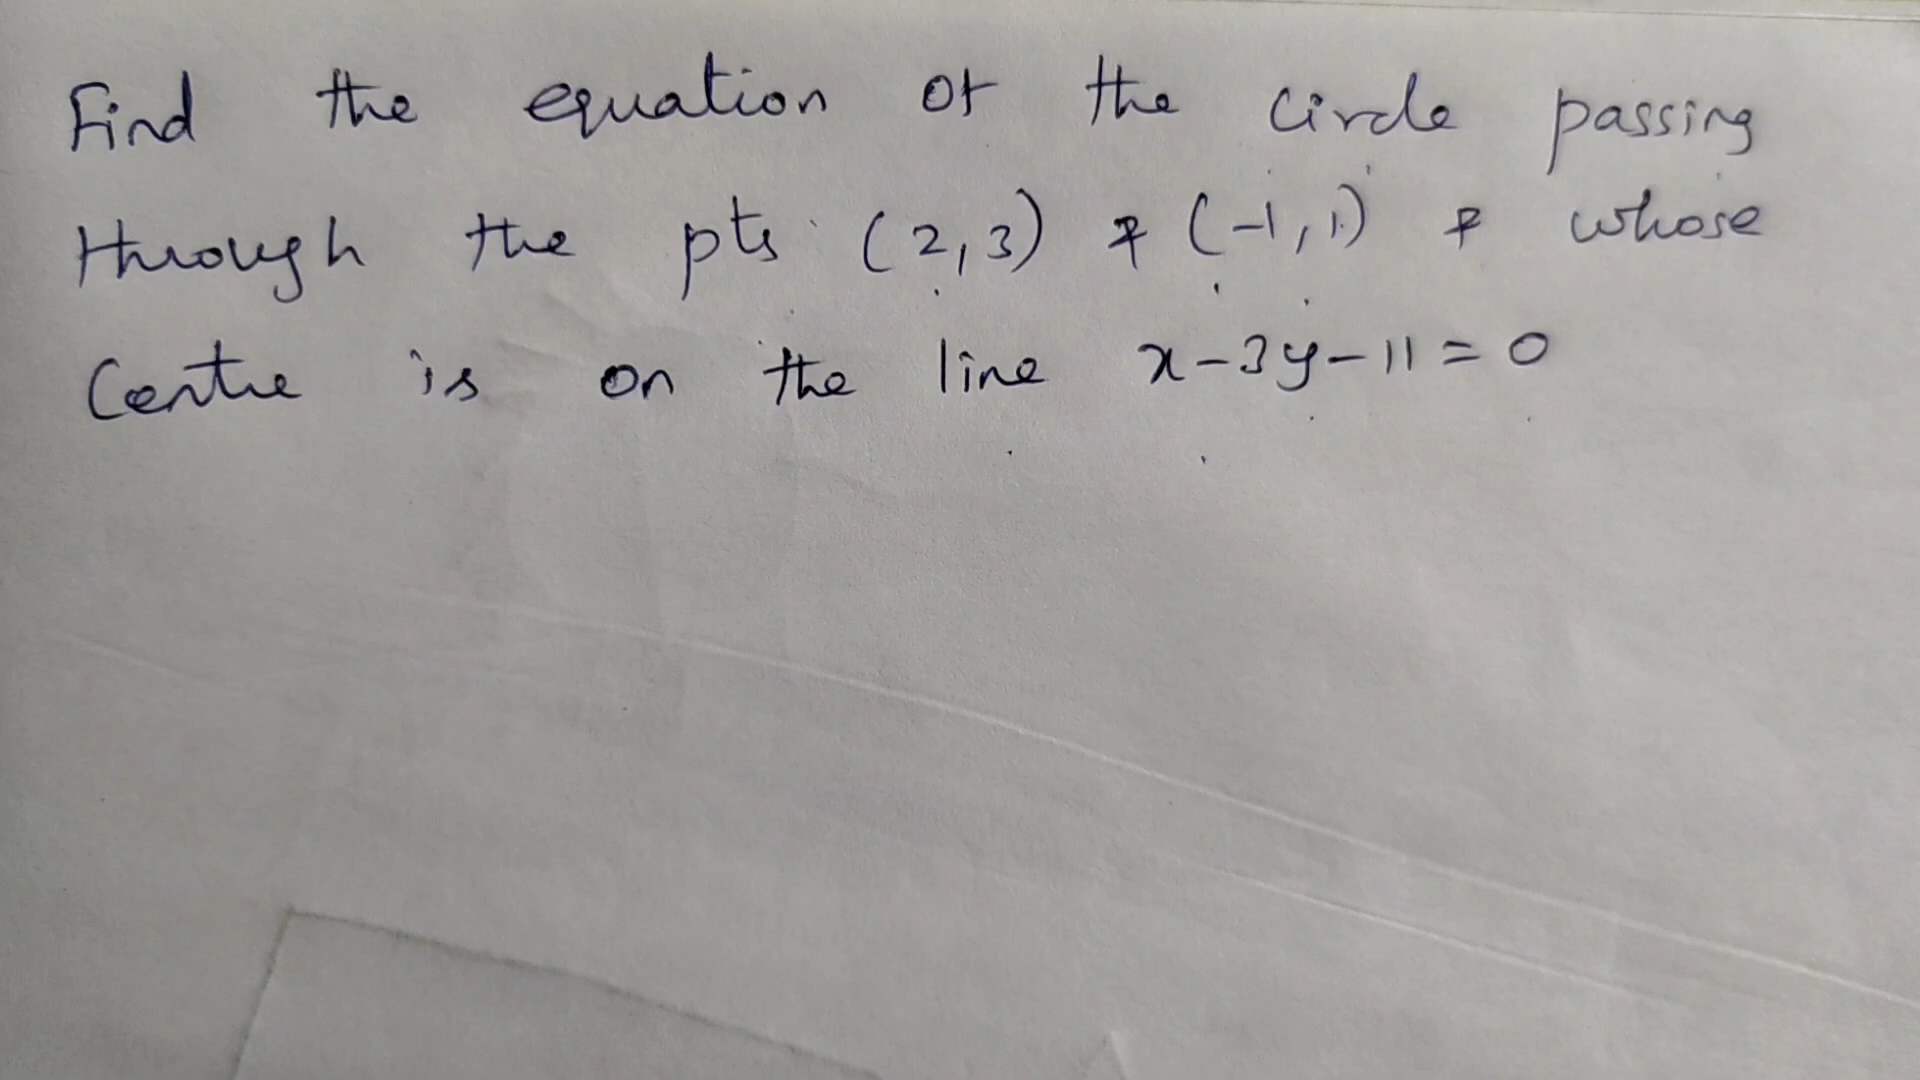 Find the equation of the circle passing
through the pts (2,3) & (-1,1) & whose
Centre is on the line x-3y-11=0